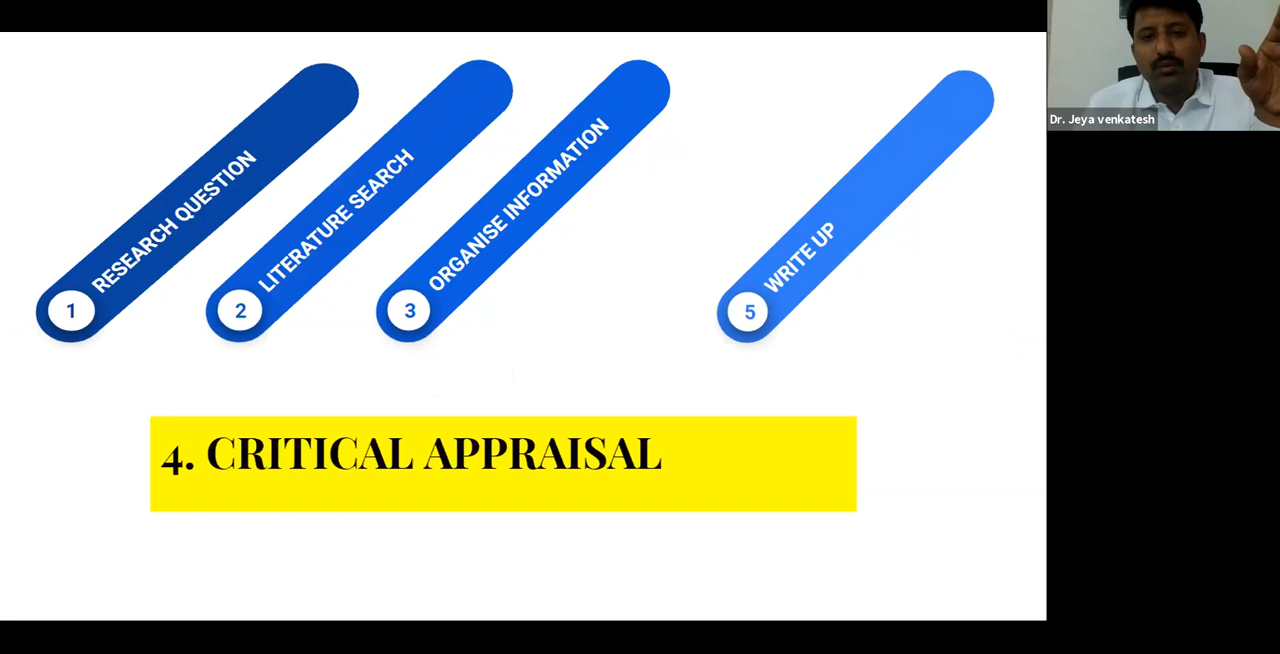 1 RESEARCH QUESTION
2 LITERATURE SEARCH
3 ORGANISE INFORMATION
5 WRITE UP
4. CRITICAL APPRAISAL
Dr. Jeya venkatesh